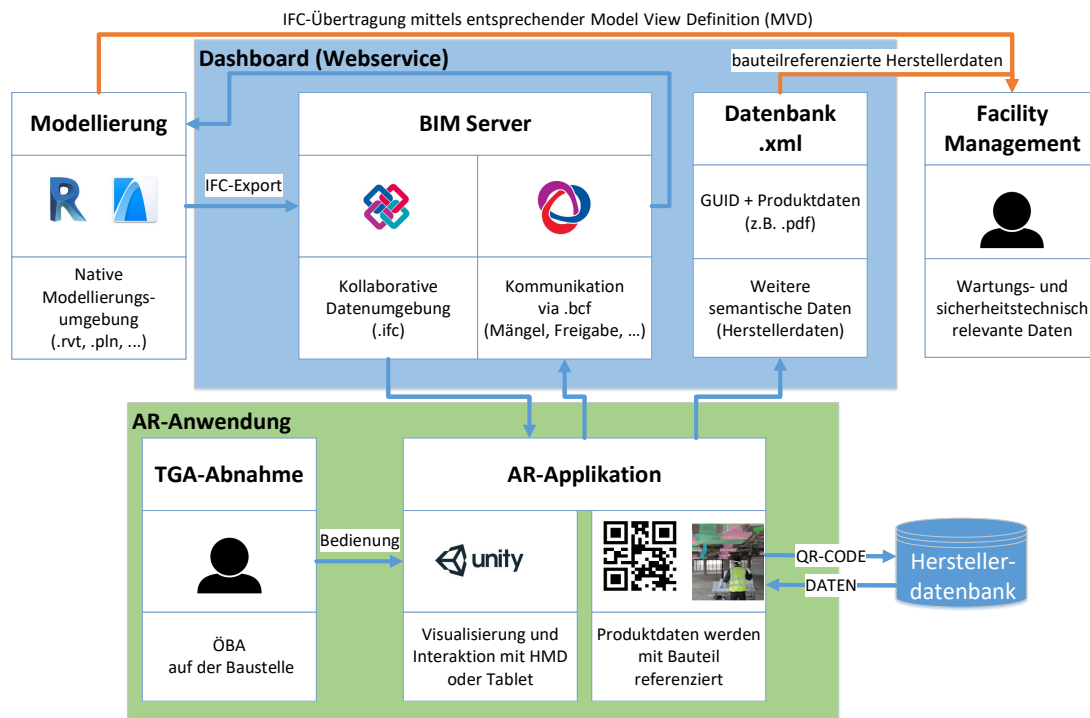 IFC-Übertragung mittels entsprechender Model View Definition (MVD)
Dashboard (Webservice)
bauteilreferenzierte Herstellerdaten
Modellierung
R
Native
Modellierungs-
umgebung
(.rvt, .pln, ...)
IFC-Export
BIM Server
Kollaborative
Datenumgebung
(.ifc)
Kommunikation
via .bcf
(Mängel, Freigabe, ...)
Datenbank
.xml
GUID + Produktdaten
(z.B. .pdf)
Weitere
semantische Daten
(Herstellerdaten)
Facility
Management
Wartungs- und
sicherheitstechnisch
relevante Daten
AR-Anwendung
TGA-Abnahme
ÖBA
auf der Baustelle
Bedienung
AR-Applikation
unity
Visualisierung und
Interaktion mit HMD
oder Tablet
Produktdaten werden
mit Bauteil
referenziert
QR-CODE
DATEN
Hersteller-
datenbank